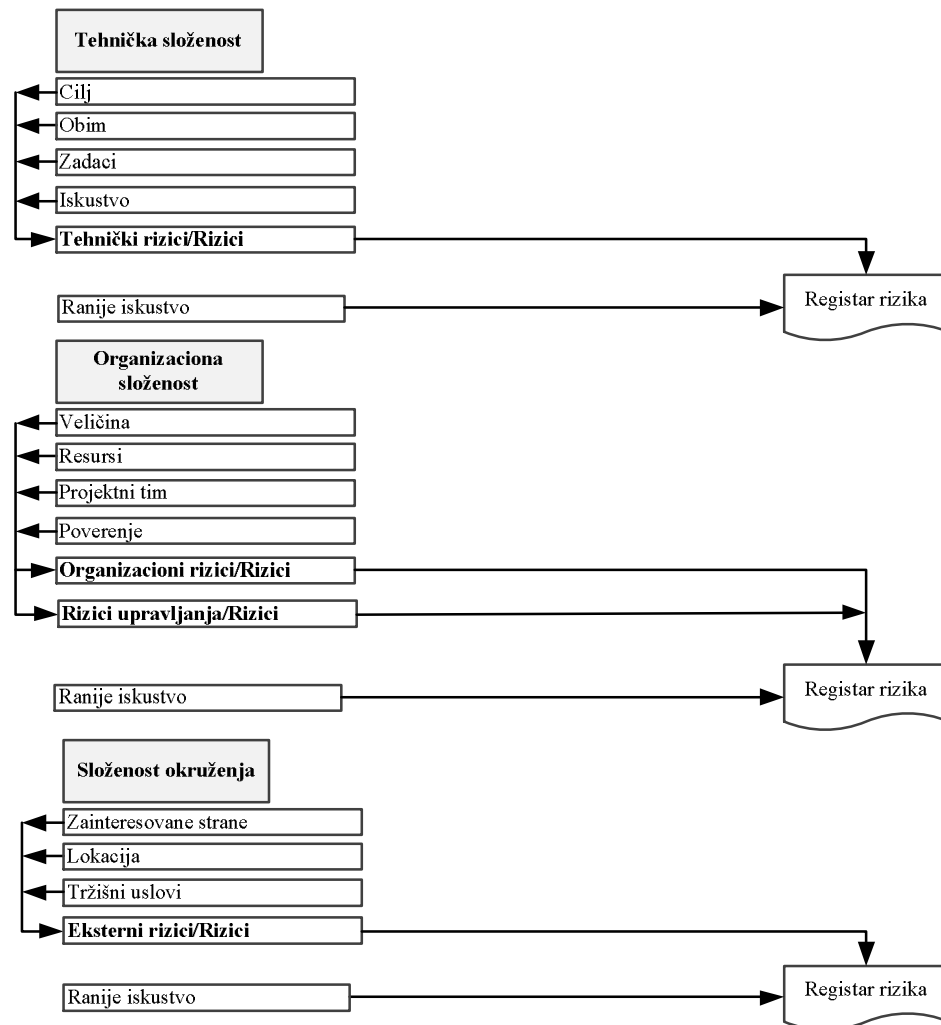 Tehnička složenost
Cilj
Obim
Zadaci
Iskustvo
Tehnički rizici/Rizici
Registar rizika
Ranije iskustvo
Organizaciona
složenost
Veličina
Resursi
Projektni tim
Poverenje
Organizacioni rizici/Rizici
Rizici upravljanja/Rizici
Registar rizika
Ranije iskustvo
Složenost okruženja
Zainteresovane strane
Lokacija
Tržišni uslovi
Eksterni rizici/Rizici
Registar rizika
Ranije iskustvo